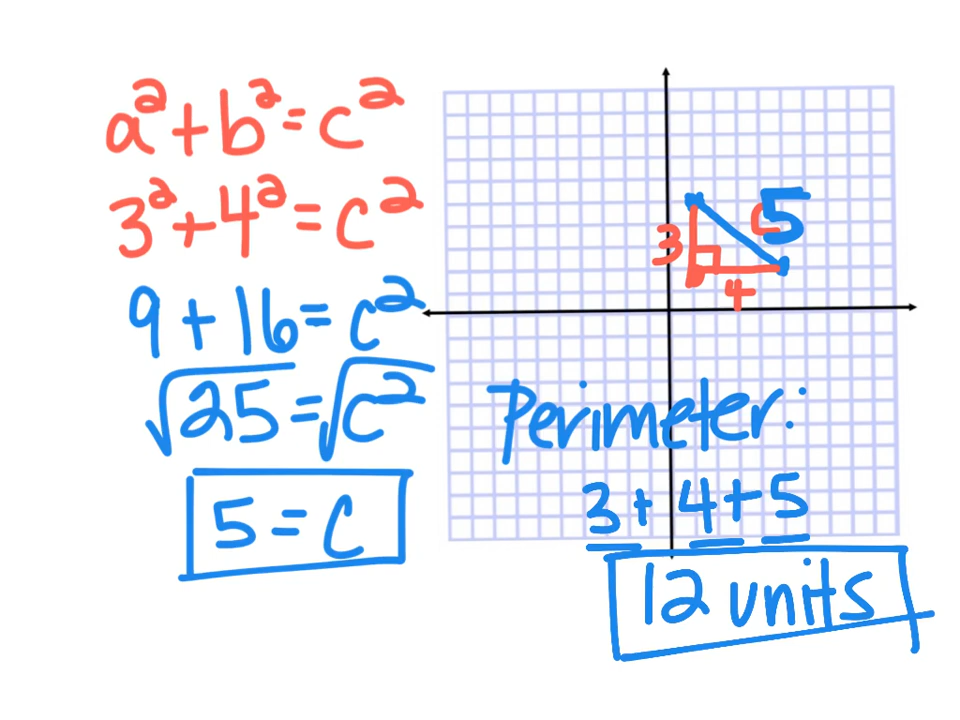 a²+b²=c²
3²+4²=c²
9+16=c²
√25=√c²
5=c
3
4
5
Perimeter:
3+4+5
12 units